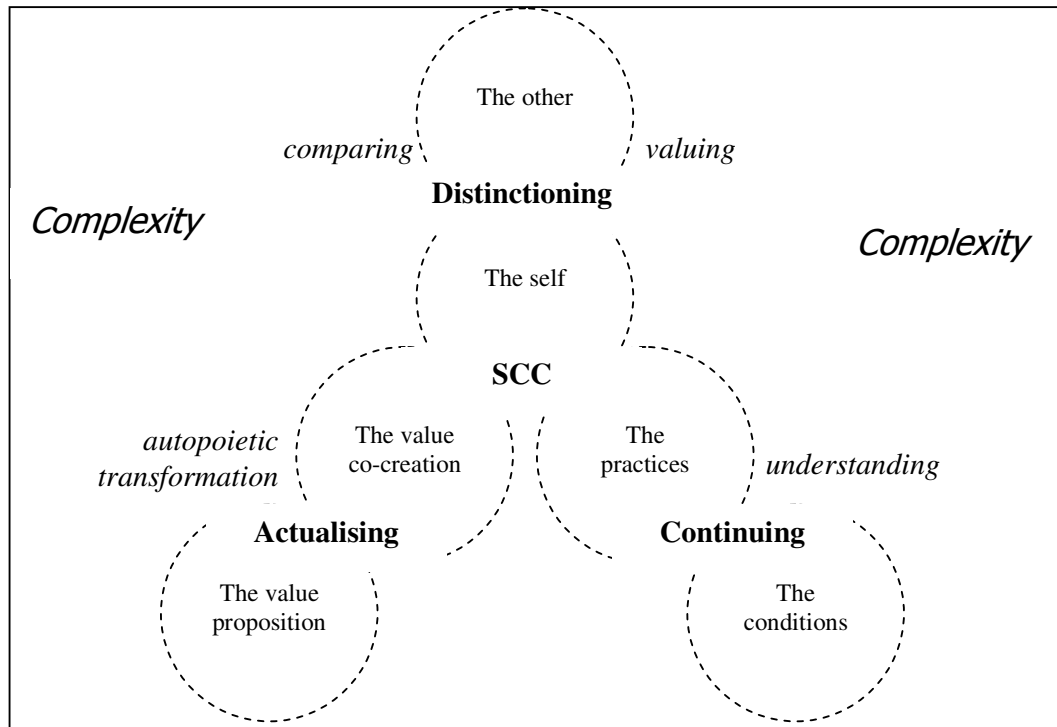 The other
comparing
valuing
Distinctioning
Complexity
Complexity
The self
SCC
autopoietic
transformation
The value
co-creation
The
practices
understanding
Actualising
Continuing
The value
proposition
The
conditions